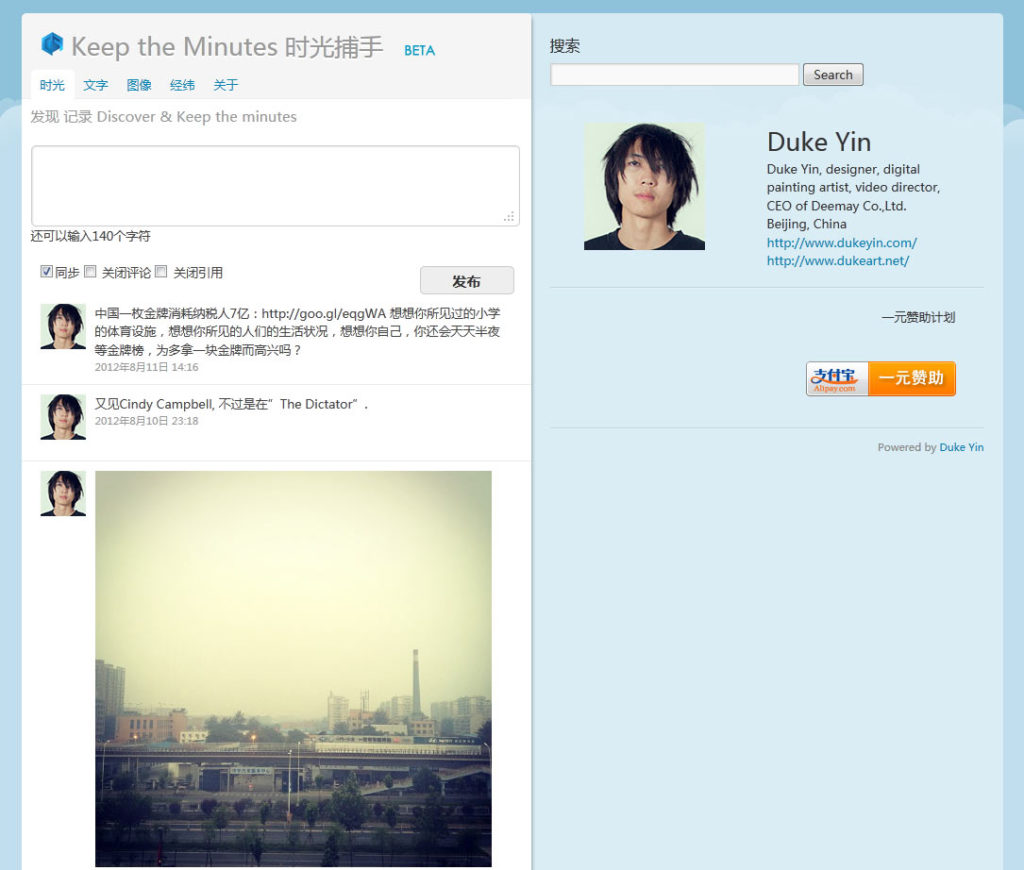 Keep the Minutes 时光捕手 BETA
时光 文字 图像 经纬 关于
发现 记录 Discover & Keep the minutes
还可以输入140个字符
同步 关闭评论 关闭引用
发布
中国一枚金牌消耗纳税人7亿：http://goo.gl/eqgWA 想想你所见过的小学
的体育设施，想想你所见的人们的生活状况，想想你自己，你还会天天半夜
等金牌榜，为多拿一块金牌而高兴吗？
2012年8月11日 14:16
又见Cindy Campbell, 不过是在”The Dictator”.
2012年8月10日 23:18
搜索
Search
Duke Yin
Duke Yin, designer, digital
painting artist, video director,
CEO of Deemay Co.,Ltd.
Beijing, China
http://www.dukeyin.com/
http://www.dukeart.net/
一元赞助计划
支付宝
Alipay.com
一元赞助
Powered by Duke Yin